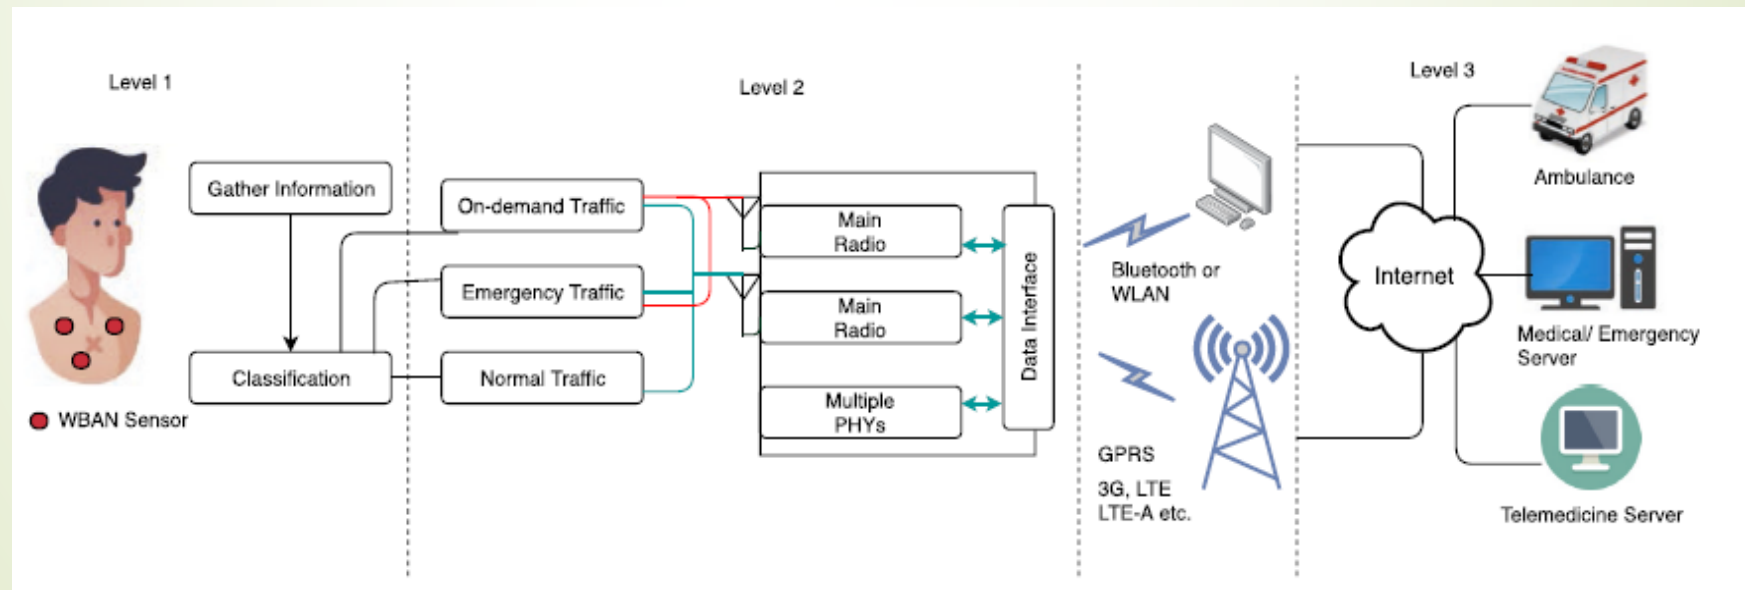 Level 1
Level 2
Level 3
Gather Information
Classification
WBAN Sensor
On-demand Traffic
Emergency Traffic
Normal Traffic
Main
Radio
Main
Radio
Multiple
PHYs
Data Interface
Bluetooth or
WLAN
GPRS
3G, LTE
LTE-A etc.
Internet
Ambulance
Medical/ Emergency
Server
Telemedicine Server